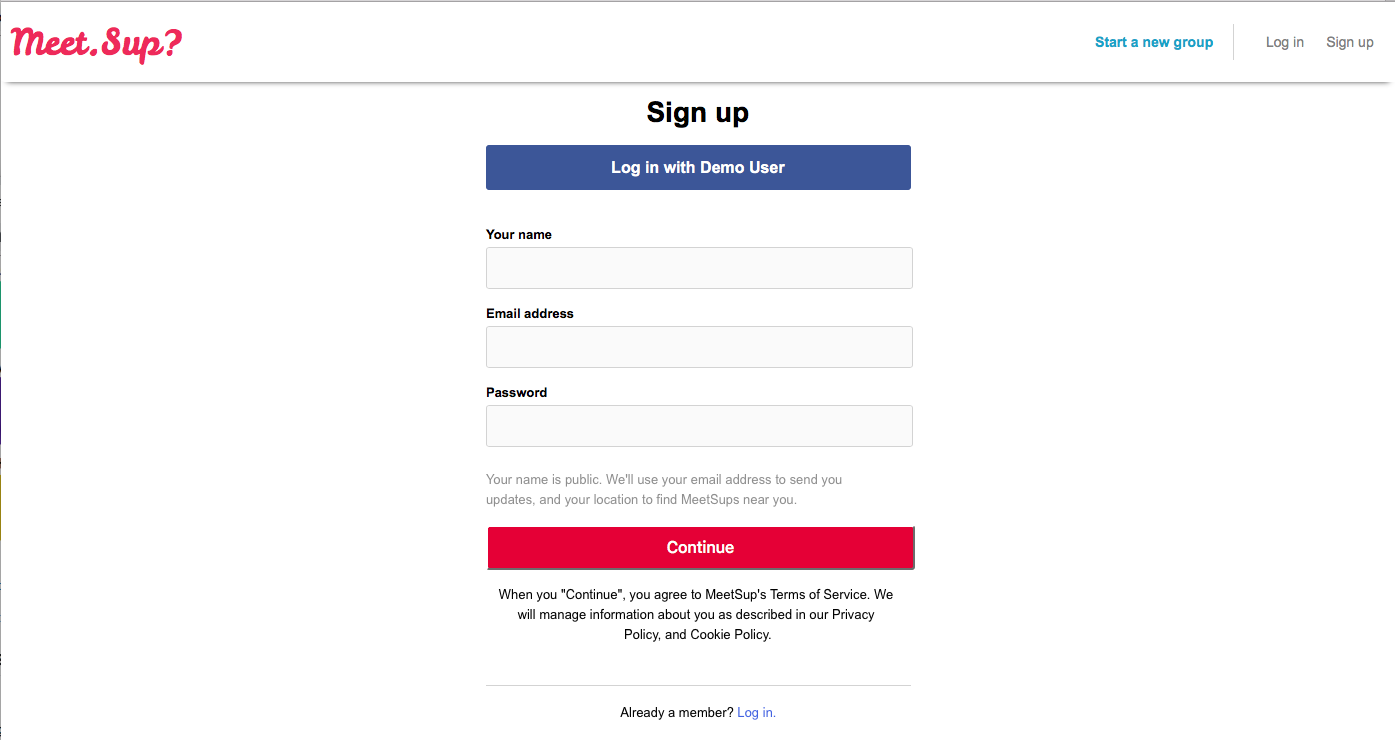 Meet.Sup?
Start a new group
Log in
Sign up
Sign up
Log in with Demo User
Your name
Email address
Password
Your name is public. We'll use your email address to send you
updates, and your location to find MeetSups near you.
Continue
When you "Continue", you agree to MeetSup's Terms of Service. We
will manage information about you as described in our Privacy
Policy, and Cookie Policy.
Already a member? Log in.